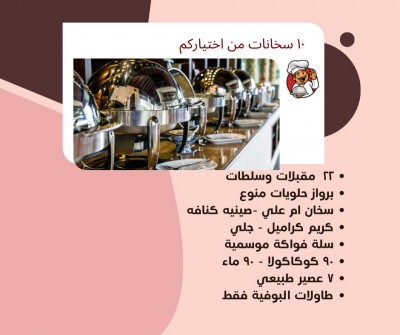 ١٠ سخانات من اختياركم
٢٢ مقبلات وسلطات
برواز حلويات منوع
سخان ام علي -صينيه كنافه
كريم كراميل - جلي
سلة فواكة موسمية
٩٠ كوكاكولا - ٩٠ ماء
٧ عصير طبيعي
طاولات البوفية فقط